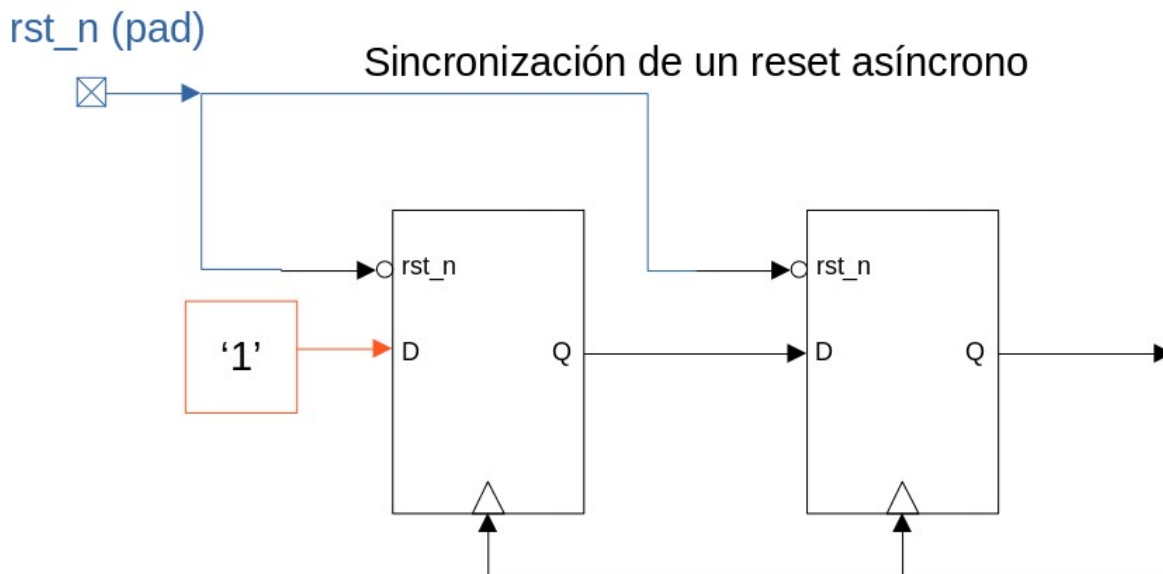 rst_n (pad)
Sincronización de un reset asíncrono
rst_n
rst_n
‘1’
D
Q
D
Q